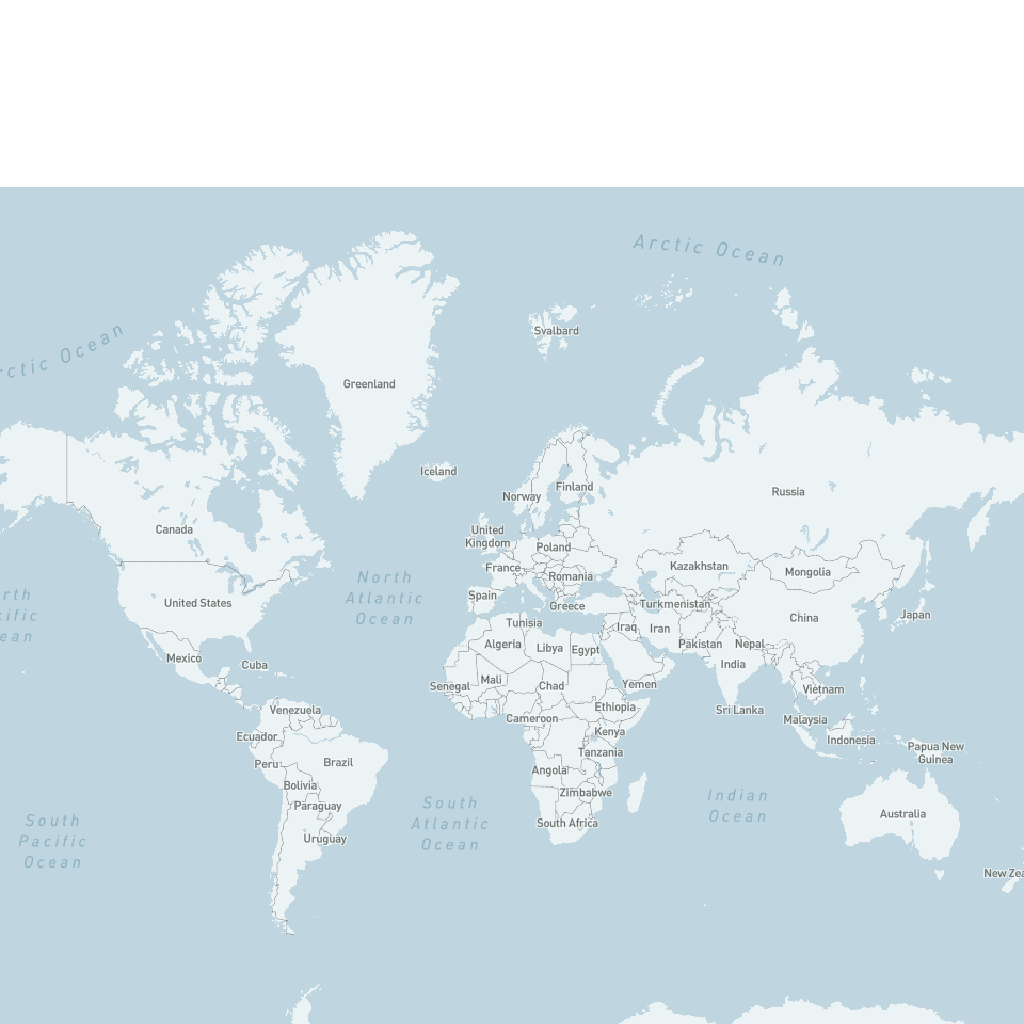 Arctic Ocean
Svalbard
rctic Ocean
Greenland
Iceland
Finland
Norway
Russia
Canada
United
Kingdom
Poland
France
Romania
Kazakhstan
Mongolia
North
Atlantic
Ocean
rth
cific
ean
Spain
United States
Greece
Turkmenistan
China
Japan
Tunisia
Iraq
Iran
Algeria
Libya
Egypt
Pakistan
Nepal
Mexico
Cuba
India
Mali
Chad
Senegal
Yemen
Vietnam
Venezuela
Ethiopia
Sri Lanka
Cameroon
Malaysia
Ecuador
Kenya
Indonesia
Papua New
Guinea
Peru
Brazil
Tanzania
Angola
Bolivia
Zimbabwe
Paraguay
South
Atlantic
Ocean
Indian
Ocean
South Africa
Australia
South
Pacific
Ocean
Uruguay
New Zea